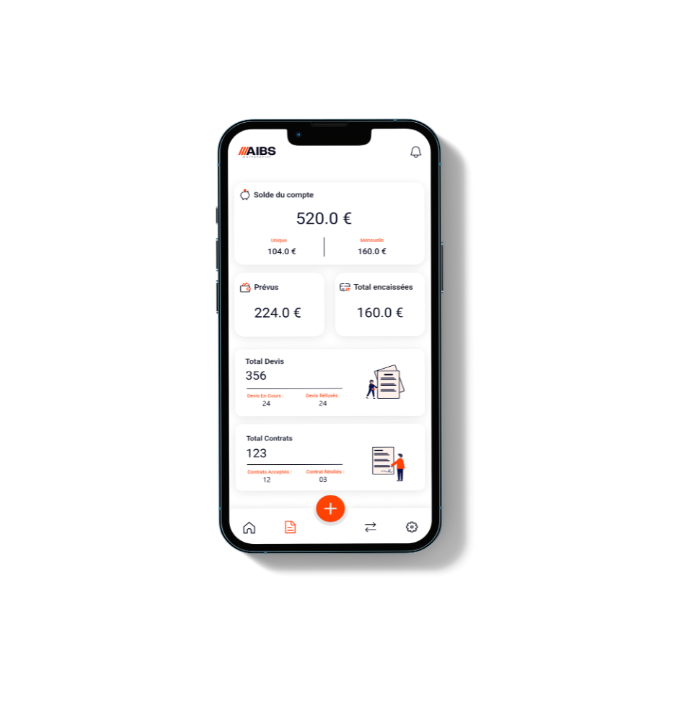 AIBS
Solde du compte
520.0 €
Unique Mensuelle
104.0 € 160.0 €
Prévus
224.0 €
Total encaissées
160.0 €
Total Devis
356
Devis En Cours : Devis Refusés :
24 24
Total Contrats
123
Contrats Acceptés : Contrat Résiliés :
12 03